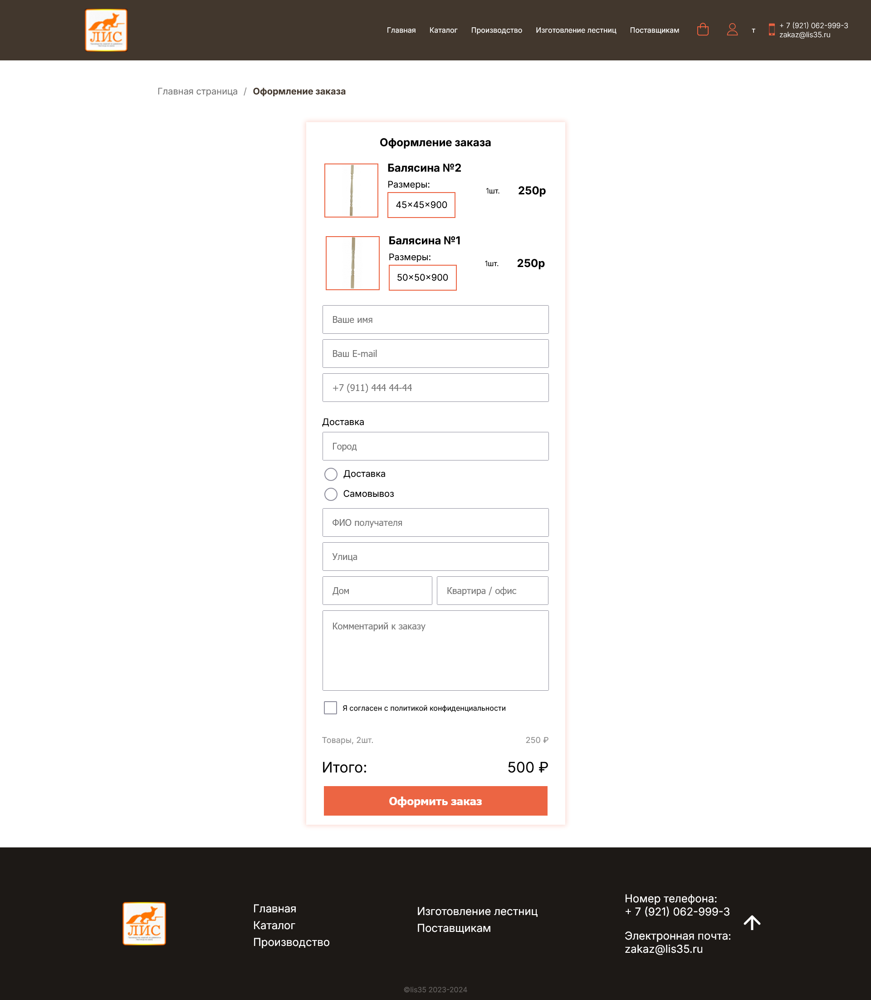 ЛИС
Главная Каталог Производство Изготовление лестниц Поставщикам т + 7 (921) 062-999-3
zakaz@lis35.ru
Главная страница / Оформление заказа
Оформление заказа
Балясина №2
Размеры:
45×45×900
1шт. 250р
Балясина №1
Размеры:
50×50×900
1шт. 250р
Ваше имя
Ваш E-mail
+7 (911) 444 44-44
Доставка
Город
Доставка
Самовывоз
ФИО получателя
Улица
Дом Квартира / офис
Комментарий к заказу
Я согласен с политикой конфиденциальности
Товары, 2шт. 250 ₽
Итого: 500 ₽
Оформить заказ
ЛИС
Главная
Каталог
Производство
Изготовление лестниц
Поставщикам
Номер телефона:
+ 7 (921) 062-999-3
Электронная почта:
zakaz@lis35.ru
©lis35 2023-2024